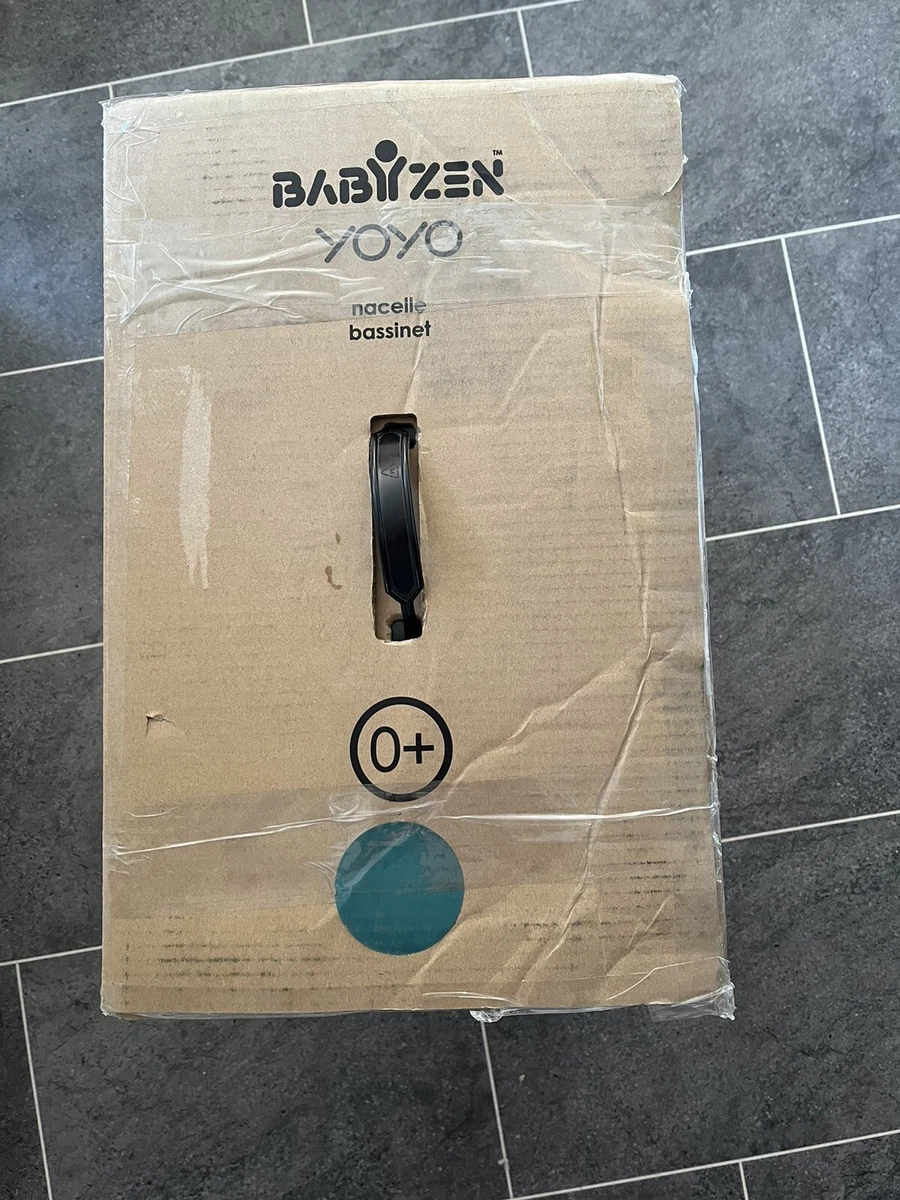 BABYZEN™
YOYO
nacelle
bassinet
0+